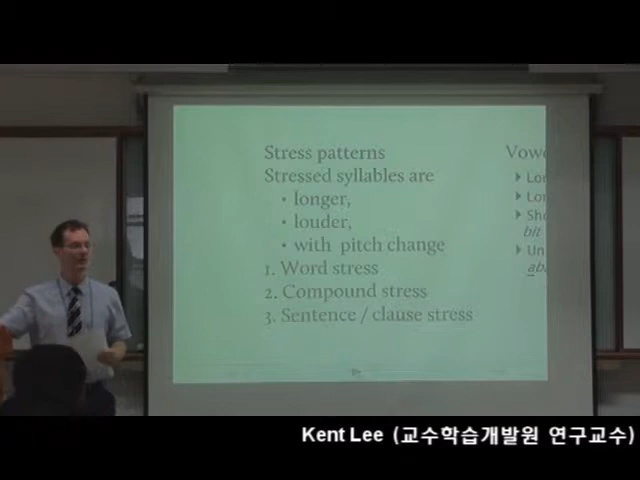 Stress patterns
Stressed syllables are
• longer,
• louder,
• with pitch change
1. Word stress
2. Compound stress
3. Sentence / clause stress
bit
Kent Lee (교수학습개발원 연구교수)